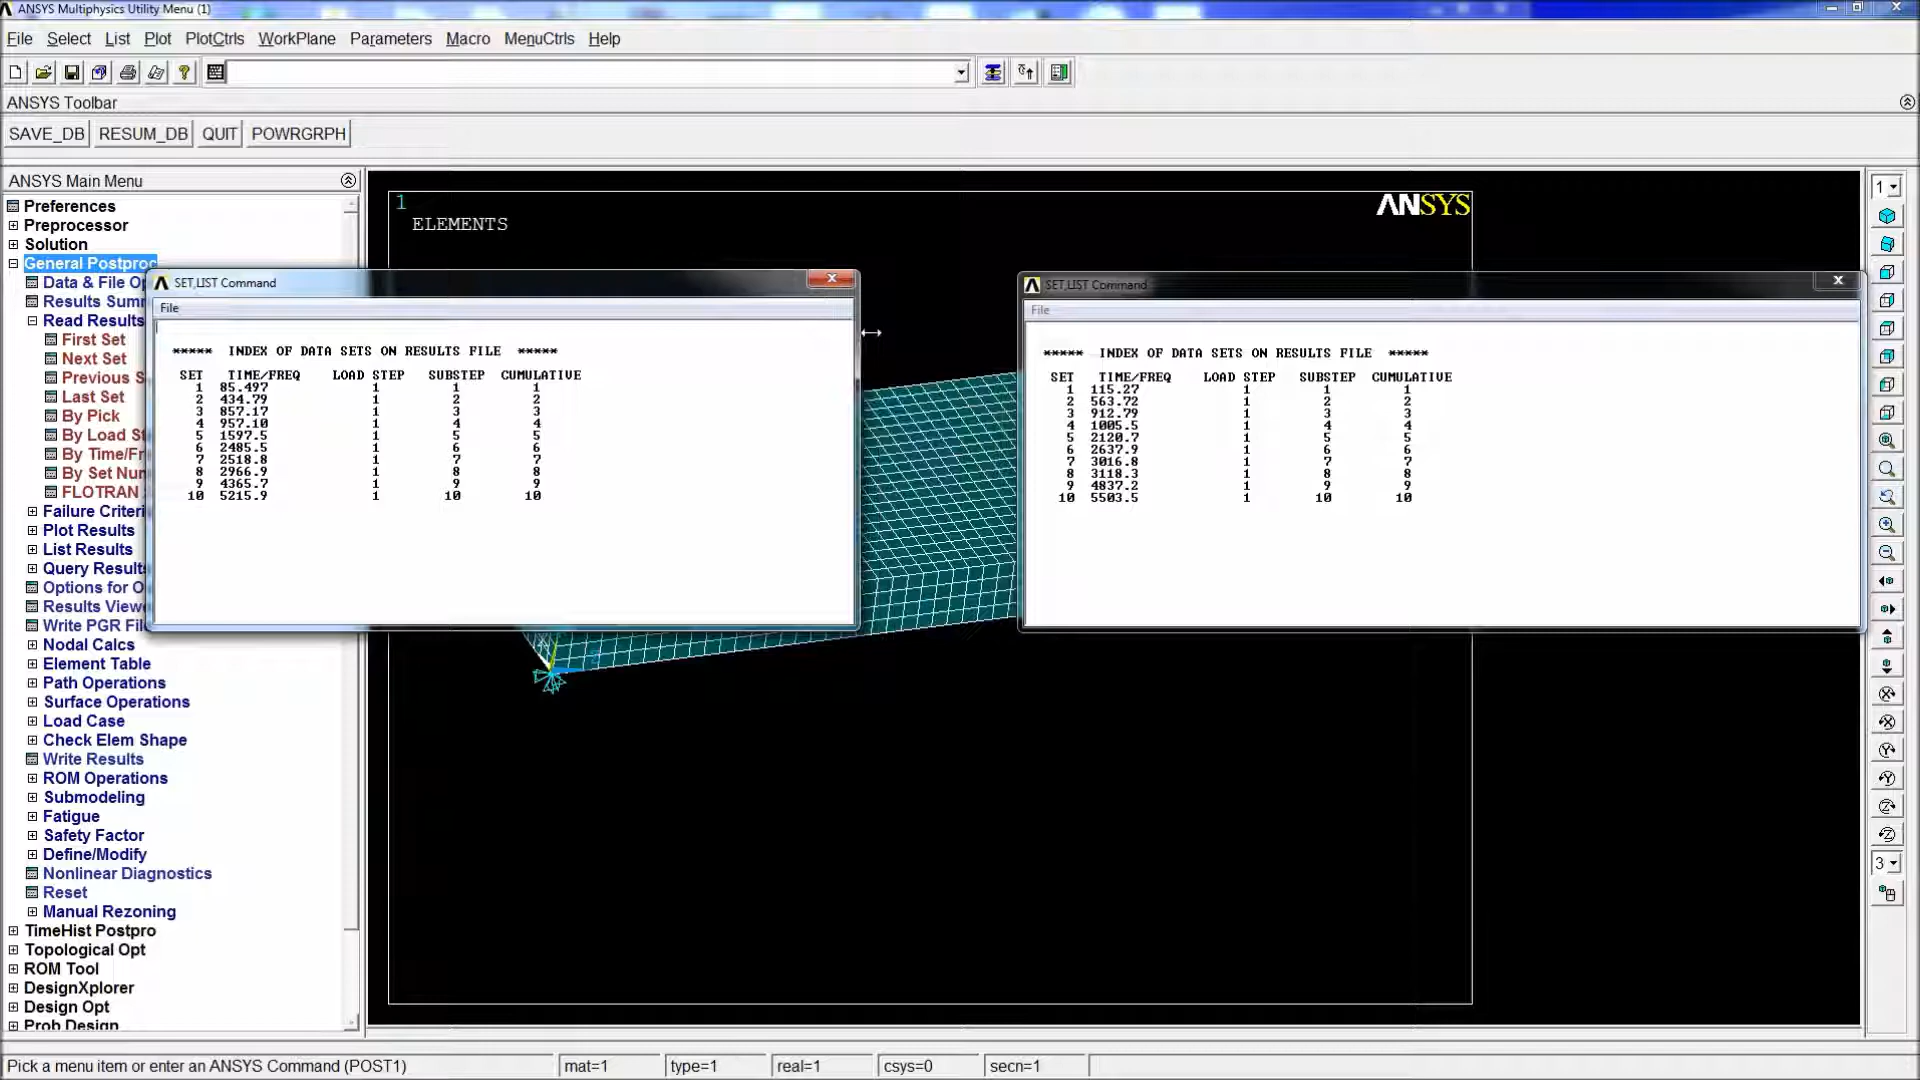 ANSYS Multiphysics Utility Menu (1)
File Select List Plot PlotCtrls WorkPlane Parameters Macro MenuCtrls Help
ANSYS Toolbar
SAVE_DB RESUM_DB QUIT POWRGRPH
ANSYS Main Menu
Preferences
Preprocessor
Solution
General Postproc
Data & File Op
Results Summ
Read Results
First Set
Next Set
Previous S
Last Set
By Pick
By Load St
By Time/Fr
By Set Num
FLOTRAN
Failure Criteri
Plot Results
List Results
Query Results
Options for O
Results View
Write PGR File
Nodal Calcs
Element Table
Path Operations
Surface Operations
Load Case
Check Elem Shape
Write Results
ROM Operations
Submodeling
Fatigue
Safety Factor
Define/Modify
Nonlinear Diagnostics
Reset
Manual Rezoning
TimeHist Postpro
Topological Opt
ROM Tool
DesignXplorer
Design Opt
Prob Design
1
ELEMENTS
ANSYS
SET,LIST Command
File
***** INDEX OF DATA SETS ON RESULTS FILE *****
SET TIME/FREQ LOAD STEP SUBSTEP CUMULATIVE
1 85.497 1 1 1
2 434.79 1 2 2
3 857.17 1 3 3
4 957.10 1 4 4
5 1597.5 1 5 5
6 2485.5 1 6 6
7 2518.8 1 7 7
8 2966.9 1 8 8
9 4365.7 1 9 9
10 5215.9 1 10 10
SET,LIST Command
File
***** INDEX OF DATA SETS ON RESULTS FILE *****
SET TIME/FREQ LOAD STEP SUBSTEP CUMULATIVE
1 115.27 1 1 1
2 563.72 1 2 2
3 912.79 1 3 3
4 1005.5 1 4 4
5 2120.7 1 5 5
6 2637.9 1 6 6
7 3016.8 1 7 7
8 3118.3 1 8 8
9 4837.2 1 9 9
10 5503.5 1 10 10
1
3
Pick a menu item or enter an ANSYS Command (POST1) mat=1 type=1 real=1 csys=0 secn=1